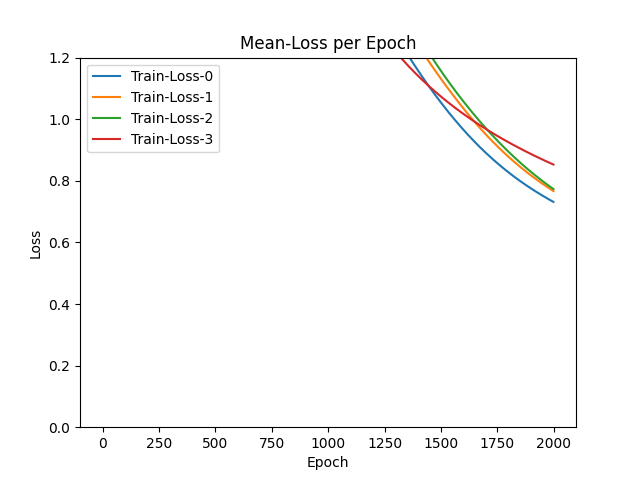 Mean-Loss per Epoch
Train-Loss-0
Train-Loss-1
Train-Loss-2
Train-Loss-3
Loss
1.2
1.0
0.8
0.6
0.4
0.2
0.0
0 250 500 750 1000 1250 1500 1750 2000
Epoch